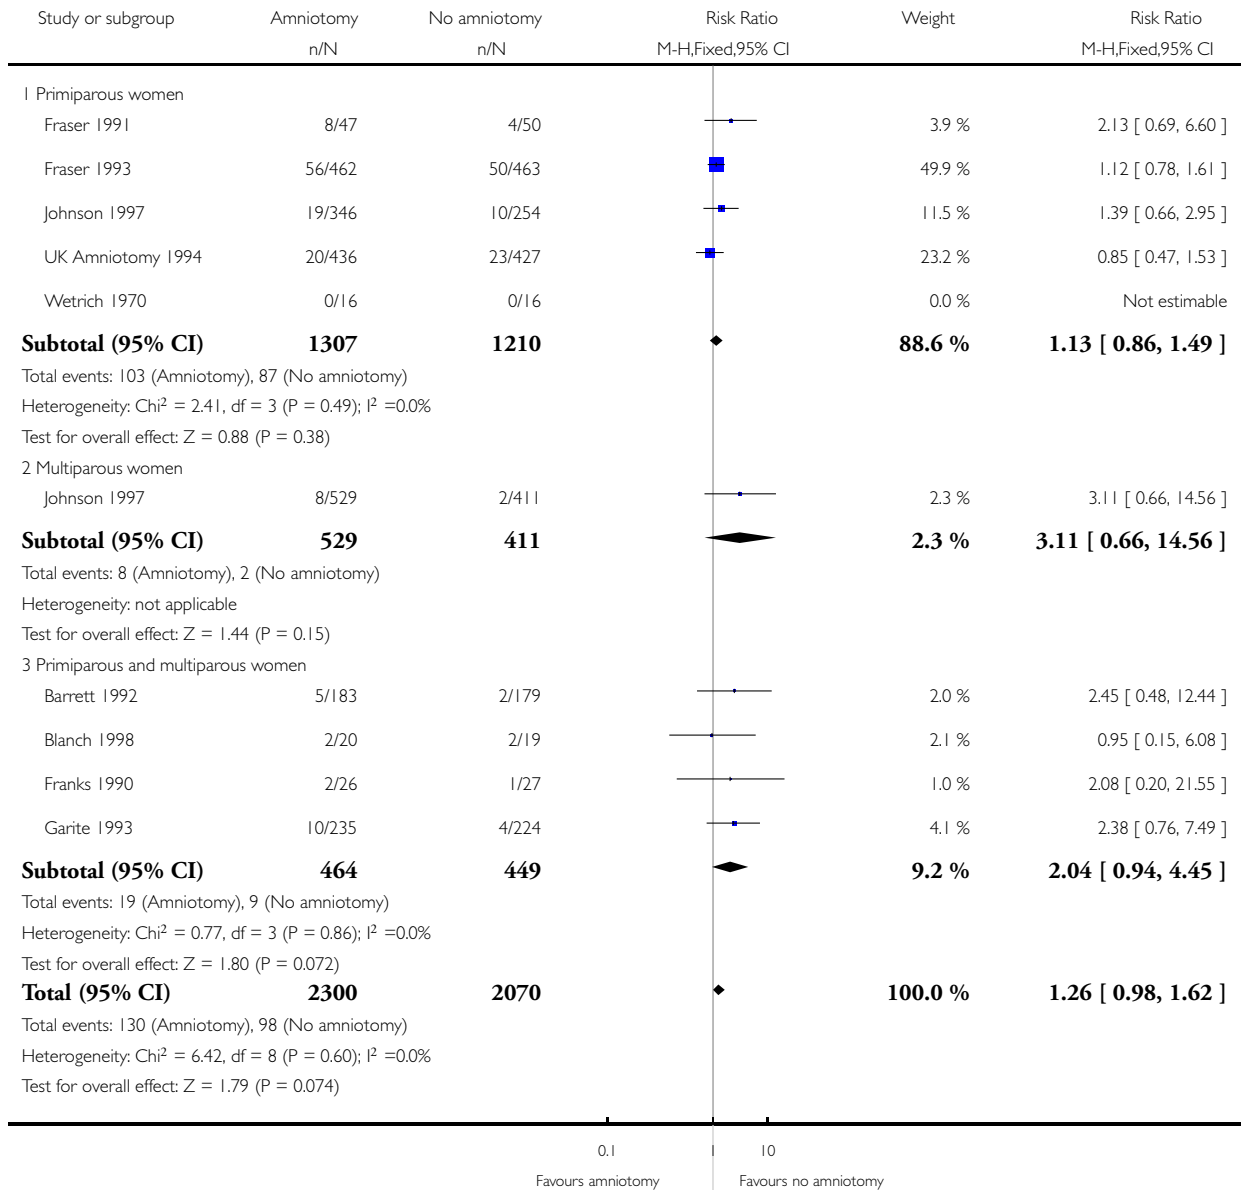 Study or subgroup Amniotomy No amniotomy Risk Ratio Weight Risk Ratio
n/N n/N M-H,Fixed,95% CI M-H,Fixed,95% CI
1 Primiparous women
Fraser 1991 8/47 4/50 3.9 % 2.13 [ 0.69, 6.60 ]
Fraser 1993 56/462 50/463 49.9 % 1.12 [ 0.78, 1.61 ]
Johnson 1997 19/346 10/254 11.5 % 1.39 [ 0.66, 2.95 ]
UK Amniotomy 1994 20/436 23/427 23.2 % 0.85 [ 0.47, 1.53 ]
Wetrich 1970 0/16 0/16 0.0 % Not estimable
Subtotal (95% CI) 1307 1210 88.6 % 1.13 [ 0.86, 1.49 ]
Total events: 103 (Amniotomy), 87 (No amniotomy)
Heterogeneity: Chi² = 2.41, df = 3 (P = 0.49); I² =0.0%
Test for overall effect: Z = 0.88 (P = 0.38)
2 Multiparous women
Johnson 1997 8/529 2/411 2.3 % 3.11 [ 0.66, 14.56 ]
Subtotal (95% CI) 529 411 2.3 % 3.11 [ 0.66, 14.56 ]
Total events: 8 (Amniotomy), 2 (No amniotomy)
Heterogeneity: not applicable
Test for overall effect: Z = 1.44 (P = 0.15)
3 Primiparous and multiparous women
Barrett 1992 5/183 2/179 2.0 % 2.45 [ 0.48, 12.44 ]
Blanch 1998 2/20 2/19 2.1 % 0.95 [ 0.15, 6.08 ]
Franks 1990 2/26 1/27 1.0 % 2.08 [ 0.20, 21.55 ]
Garite 1993 10/235 4/224 4.1 % 2.38 [ 0.76, 7.49 ]
Subtotal (95% CI) 464 449 9.2 % 2.04 [ 0.94, 4.45 ]
Total events: 19 (Amniotomy), 9 (No amniotomy)
Heterogeneity: Chi² = 0.77, df = 3 (P = 0.86); I² =0.0%
Test for overall effect: Z = 1.80 (P = 0.072)
Total (95% CI) 2300 2070 100.0 % 1.26 [ 0.98, 1.62 ]
Total events: 130 (Amniotomy), 98 (No amniotomy)
Heterogeneity: Chi² = 6.42, df = 8 (P = 0.60); I² =0.0%
Test for overall effect: Z = 1.79 (P = 0.074)
0.1 1 10
Favours amniotomy Favours no amniotomy